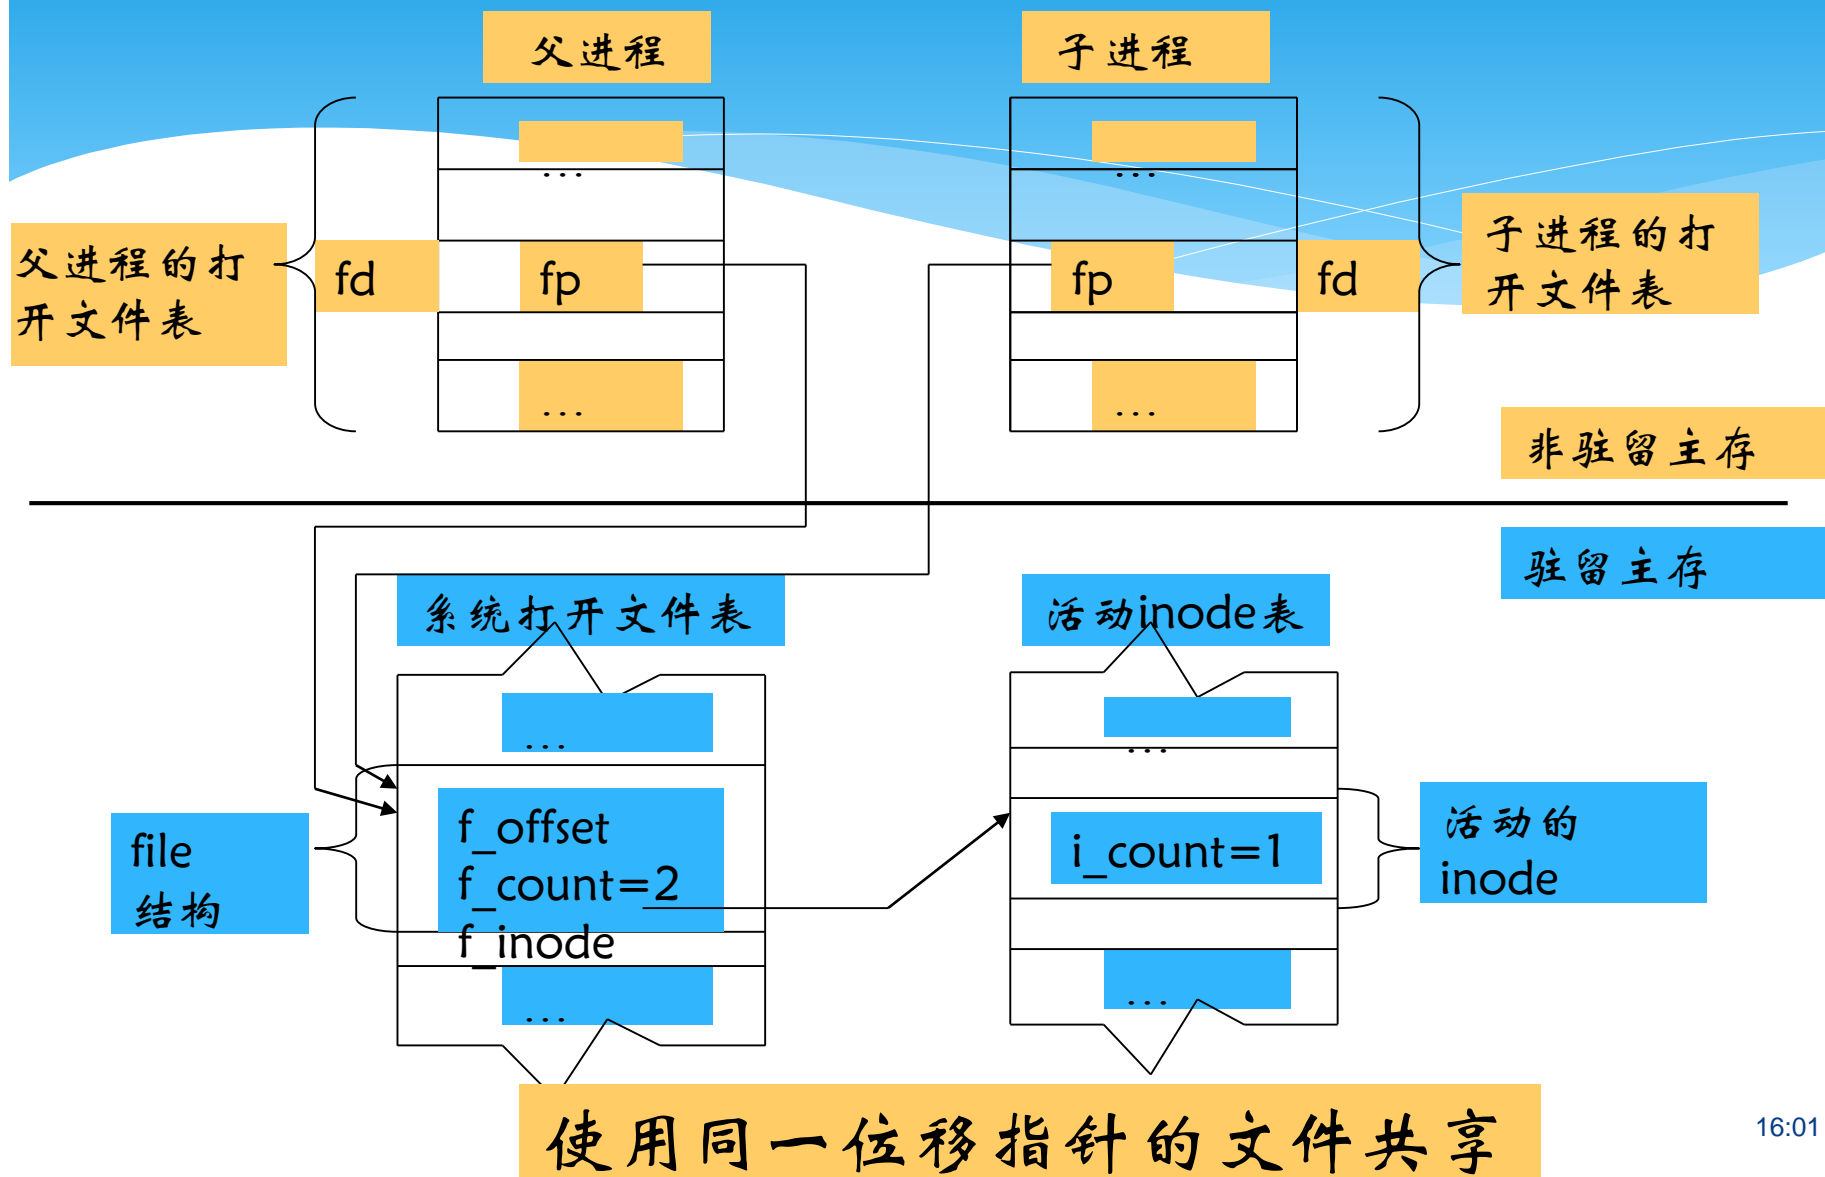 父进程
子进程
...
...
父进程的打
开文件表
fd
fp
fp
fd
子进程的打
开文件表
...
...
非驻留主存
驻留主存
系统打开文件表
活动inode表
...
...
file
结构
f_offset
f_count=2
f_inode
i_count=1
活动的
inode
...
...
使用同一位移指针的文件共享
16:01